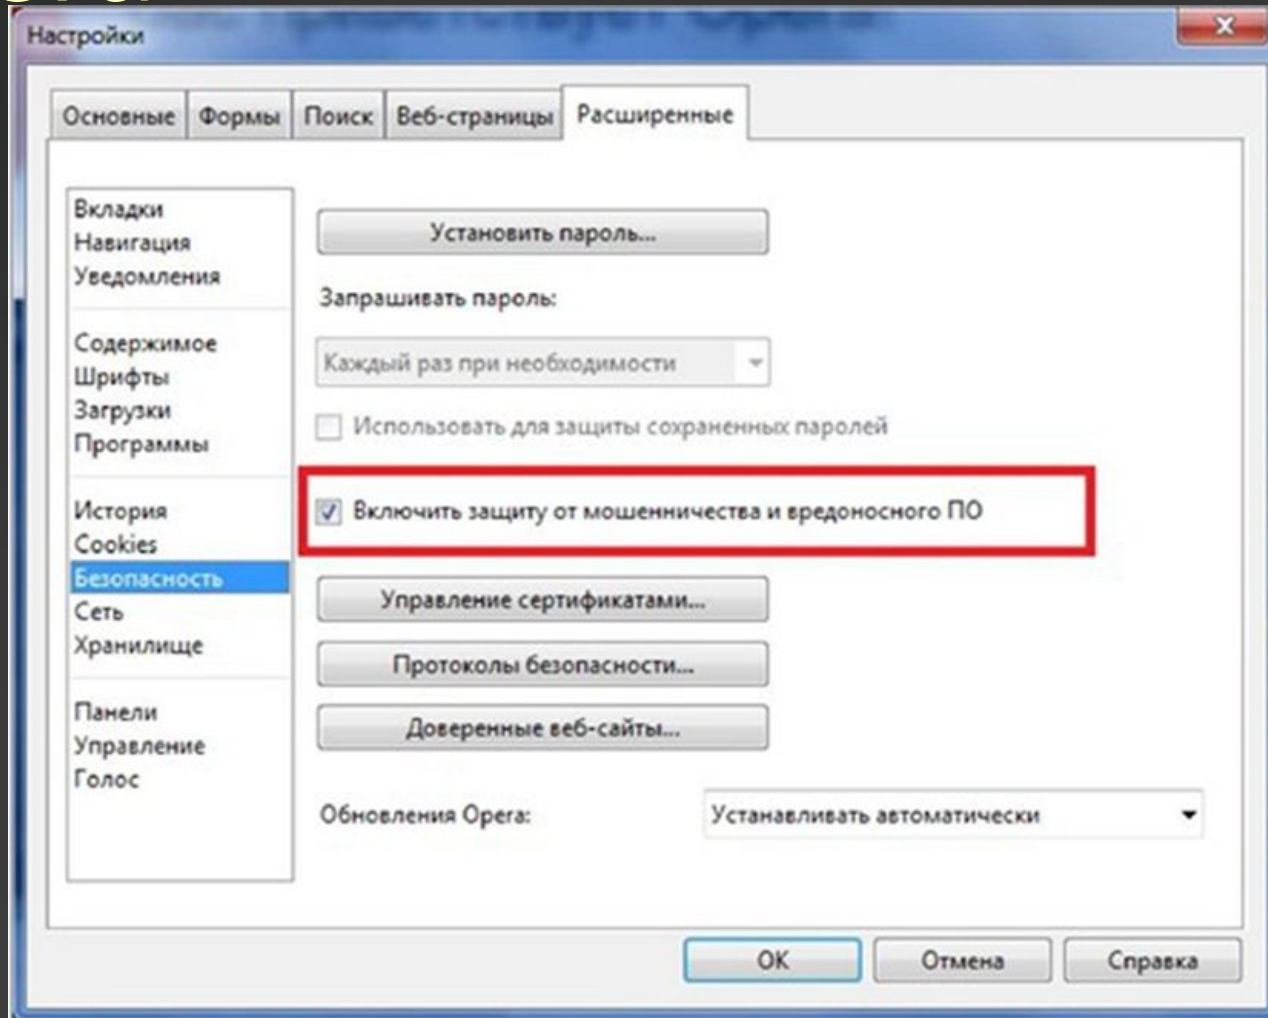 Настройки
Основные Формы Поиск Веб-страницы Расширенные
Вкладки
Навигация
Уведомления
Содержимое
Шрифты
Загрузки
Программы
История
Cookies
Безопасность
Сеть
Хранилище
Панели
Управление
Голос
Установить пароль...
Запрашивать пароль:
Каждый раз при необходимости
Использовать для защиты сохраненных паролей
Включить защиту от мошенничества и вредоносного ПО
Управление сертификатами...
Протоколы безопасности...
Доверенные веб-сайты...
Обновления Opera: Устанавливать автоматически
OK Отмена Справка